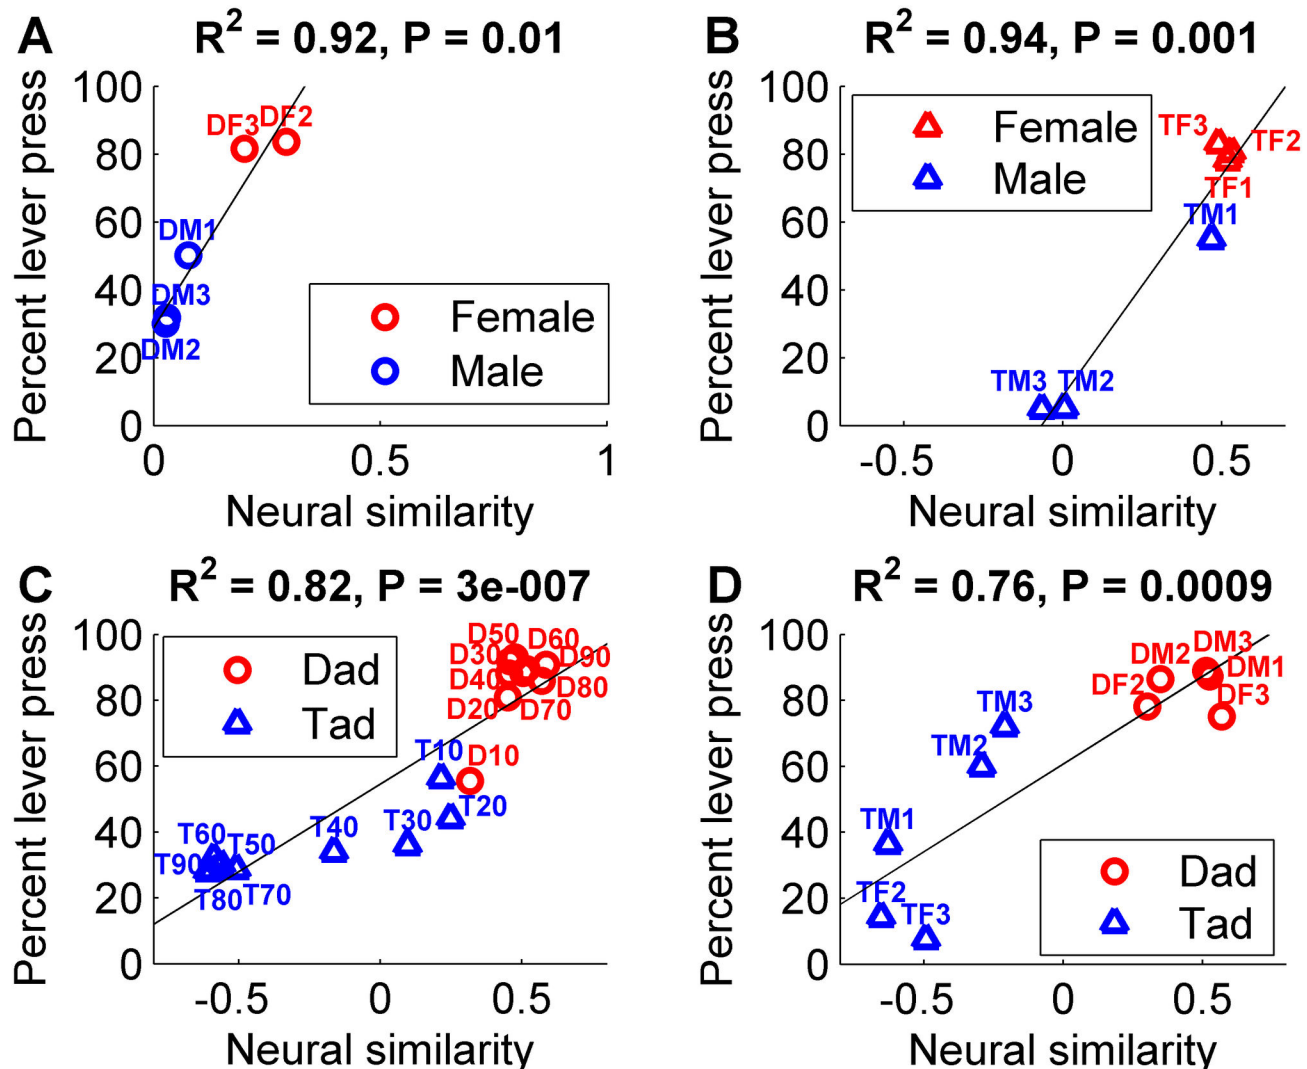 A
R² = 0.92, P = 0.01
Percent lever press
100
80
60
40
20
0
DF3
DF2
DM1
DM3
DM2
Female
Male
0
0.5
1
Neural similarity
B
R² = 0.94, P = 0.001
Percent lever press
100
80
60
40
20
0
Female
Male
TF3
TF2
TF1
TM1
TM3
TM2
-0.5
0
0.5
Neural similarity
C
R² = 0.82, P = 3e-007
Percent lever press
100
80
60
40
20
0
Dad
Tad
D50
D60
D30
D90
D40
D80
D20
D70
T10
D10
T20
T30
T40
T60
T50
T90
T80
T70
-0.5
0
0.5
Neural similarity
D
R² = 0.76, P = 0.0009
Percent lever press
100
80
60
40
20
0
DM3
DM2
DM1
DF2
DF3
TM3
TM2
TM1
TF2
TF3
Dad
Tad
-0.5
0
0.5
Neural similarity